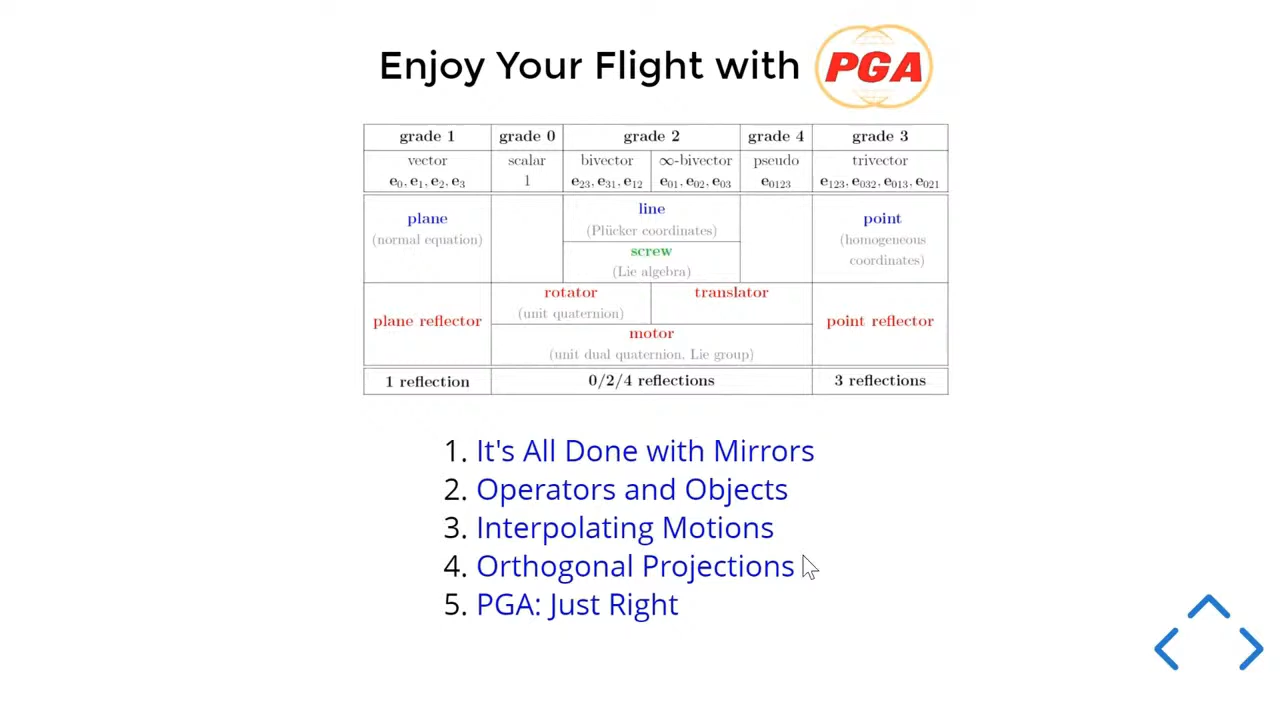 Enjoy Your Flight with PGA
grade 1 grade 0 grade 2 grade 4 grade 3
vector scalar bivector ∞-bivector pseudo trivector
e₀, e₁, e₂, e₃ 1 e₂₃, e₃₁, e₁₂ e₀₁, e₀₂, e₀₃ e₀₁₂₃ e₁₂₃, e₀₃₂, e₀₁₃, e₀₂₁
plane line point
(normal equation) (Plücker coordinates) (homogeneous
screw coordinates)
(Lie algebra)
rotator translator
(unit quaternion)
plane reflector motor point reflector
(unit dual quaternion, Lie group)
1 reflection 0/2/4 reflections 3 reflections
1. It's All Done with Mirrors
2. Operators and Objects
3. Interpolating Motions
4. Orthogonal Projections
5. PGA: Just Right